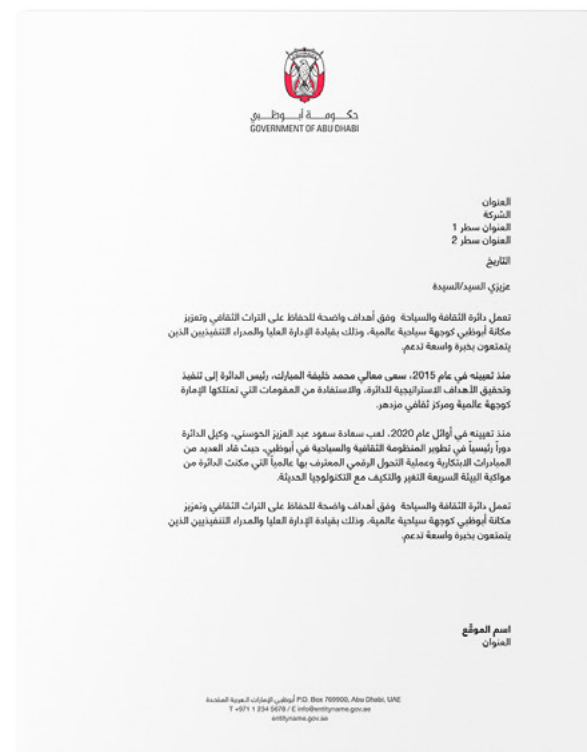 حكومة أبوظبي
GOVERNMENT OF ABU DHABI
العنوان
الشركة
العنوان سطر 1
العنوان سطر 2
التاريخ
عزيزي السيد/السيدة
تعمل دائرة الثقافة والسياحة وفق أهداف واضحة للحفاظ على التراث الثقافي وتعزيز
مكانة أبوظبي كوجهة سياحية عالمية، وذلك بقيادة الإدارة العليا والمدراء التنفيذيين الذين
يتمتعون بخبرة واسعة تدعم.
منذ تعيينه في عام 2015، سعى معالي محمد خليفة المبارك، رئيس الدائرة إلى تنفيذ
وتحقيق الأهداف الاستراتيجية للدائرة، والاستفادة من المقومات التي تمتلكها الإمارة
كوجهة عالمية ومركز ثقافي مزدهر.
منذ تعيينه في أوائل عام 2020، لعب سعادة سعود عبد العزيز الحوسني، وكيل الدائرة
دوراً رئيسياً في تطوير المنظومة الثقافية والسياحية في أبوظبي، حيث قاد العديد من
المبادرات الابتكارية وعملية التحول الرقمي المعترف بها عالمياً التي مكنت الدائرة من
مواكبة البيئة السريعة التغير والتكيف مع التكنولوجيا الحديثة.
تعمل دائرة الثقافة والسياحة وفق أهداف واضحة للحفاظ على التراث الثقافي وتعزيز
مكانة أبوظبي كوجهة سياحية عالمية، وذلك بقيادة الإدارة العليا والمدراء التنفيذيين الذين
يتمتعون بخبرة واسعة تدعم.
اسم الموقّع
العنوان
أبوظبي، الإمارات العربية المتحدة P.O. Box 769900, Abu Dhabi, UAE
T +971 1 234 5678 / E info@entityname.gov.ae
entityname.gov.ae